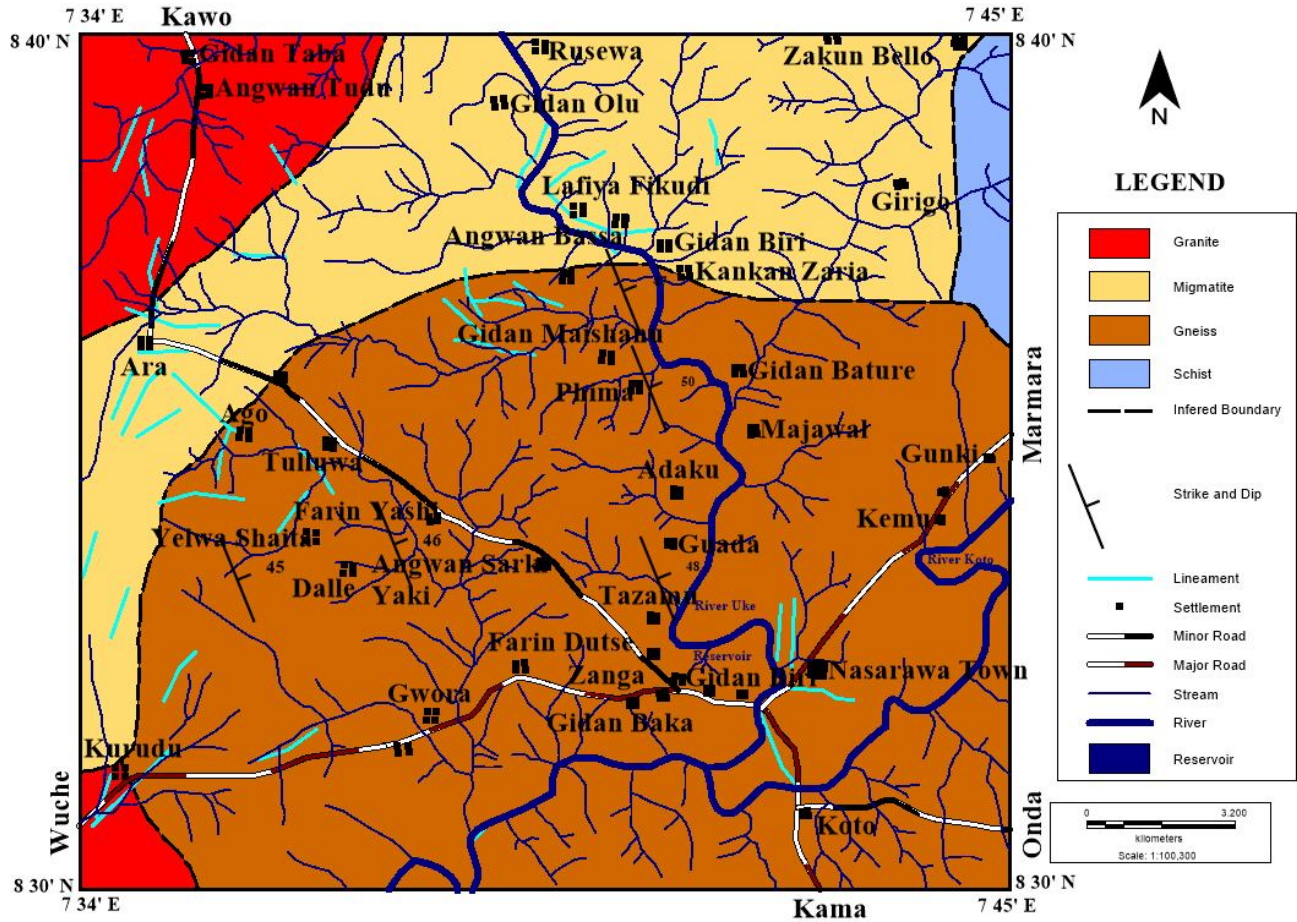 7 34' E
Kawo
7 45' E
8 40' N
8 40' N
Gidan Taba
Rusewa
Zakun Bello
Angwan Tudu
Gidan Olu
N
Lafiya Fikudi
Girigo
LEGEND
Angwan Bassa
Gidan Biri
Kankan Zaria
Granite
Migmatite
Gidan Maishanu
Gneiss
Ara
Phima
50
Gidan Bature
Schist
Marmara
Ago
Majawal
Infered Boundary
Tulluwa
Gunki
Adaku
Strike and Dip
Farin Yashi
Kemu
Yelwa Shaita
46
Guada
45
Angwan Sarki
48
River Koto
Dalle
Yaki
Lineament
Tazamu
River Uke
Settlement
Minor Road
Farin Dutse
Reservoir
Major Road
Zanga
Gidan Biri
Nasarawa Town
Gwora
Stream
Gidan Baka
River
Kurudu
Reservoir
Wuche
Koto
Onda
0
3,200
kilometers
Scale: 1:100,300
8 30' N
8 30' N
7 34' E
Kama
7 45' E